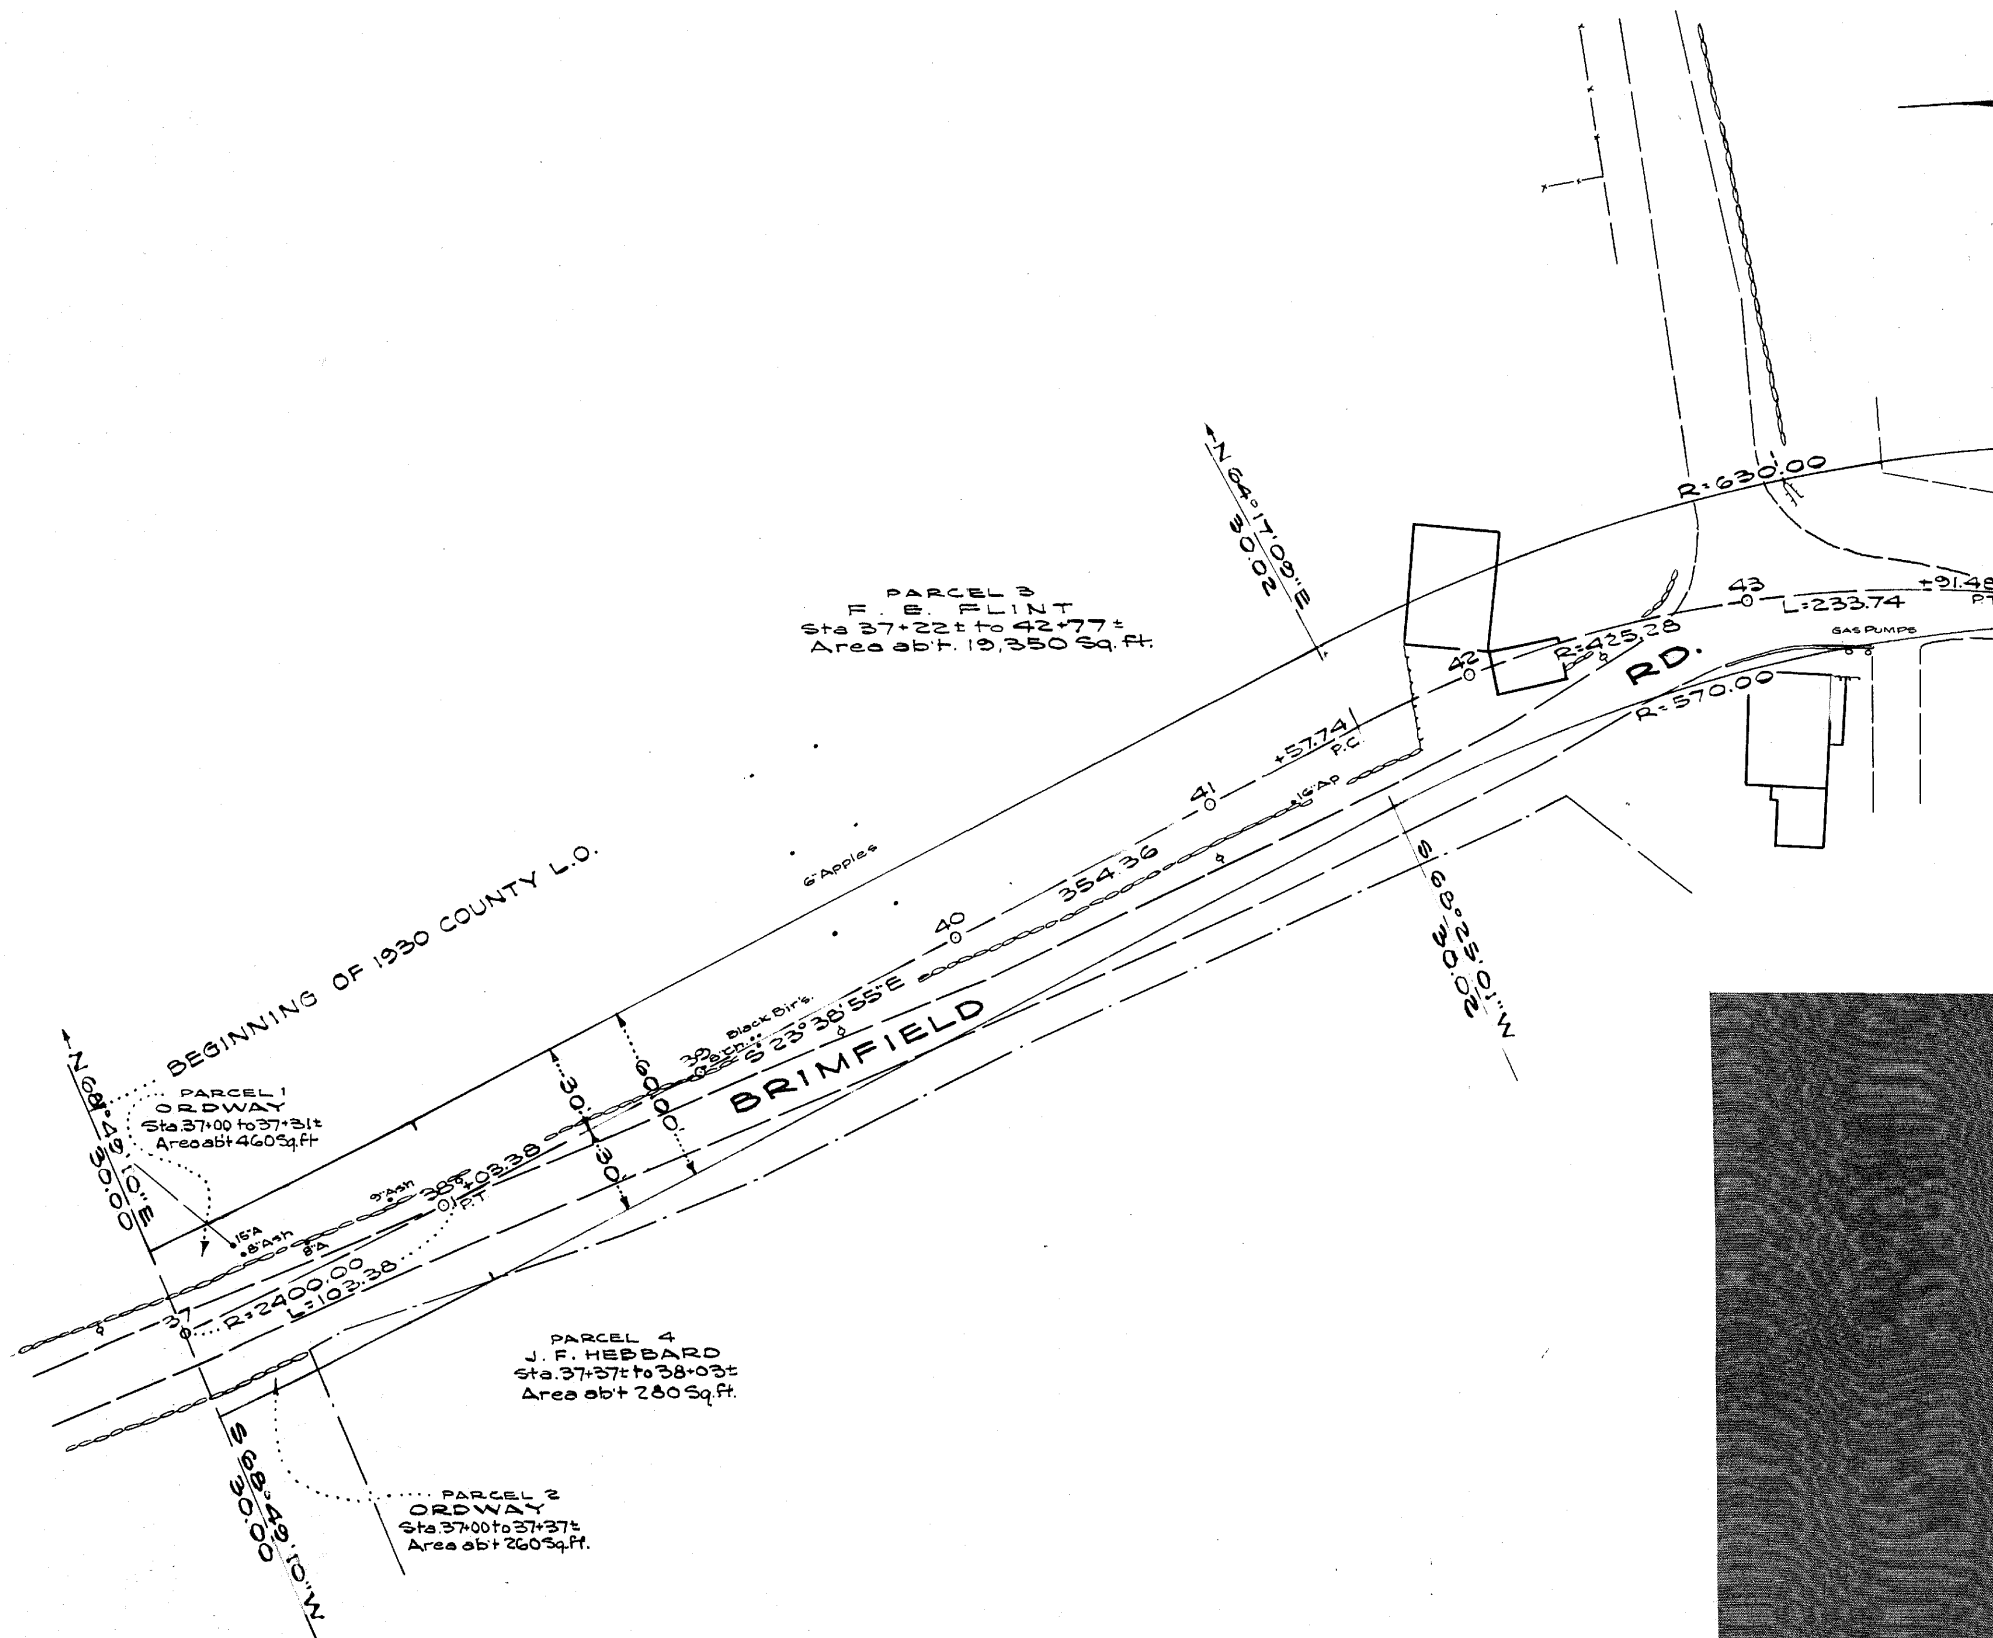 R=630.00
N 64°17'09"E
30.02
PARCEL 3
F. E. FLINT
Sta 37+22± to 42+77±
Area ab't. 19,350 Sq. ft.
43
+91.48
P.T.
L=233.74
GAS PUMPS
R=425.28
RD.
R=570.00
42
+57.74
P.C.
41
16"Ap
354.36
6"Apples
40
S 68°25'01"W
30.02
BEGINNING OF 1930 COUNTY L.O.
S 23°38'55"E
Black Bir's.
39
BRIMFIELD
60.00'
30'
30'
N 68°49'10"E
30.00
PARCEL 1
ORDWAY
Sta. 37+00 to 37+31±
Area ab't 460 Sq. ft
9"Ash
38
+03.38
P.T.
15"A
8"Ash
8"A
37
R=2400.00
L=103.38
PARCEL 4
J. F. HEBBARD
Sta. 37+37± to 38+03±
Area ab't 280 Sq. ft.
S 68°49'10"W
30.00
PARCEL 2
ORDWAY
Sta. 37+00 to 37+37±
Area ab't 260 Sq. ft.